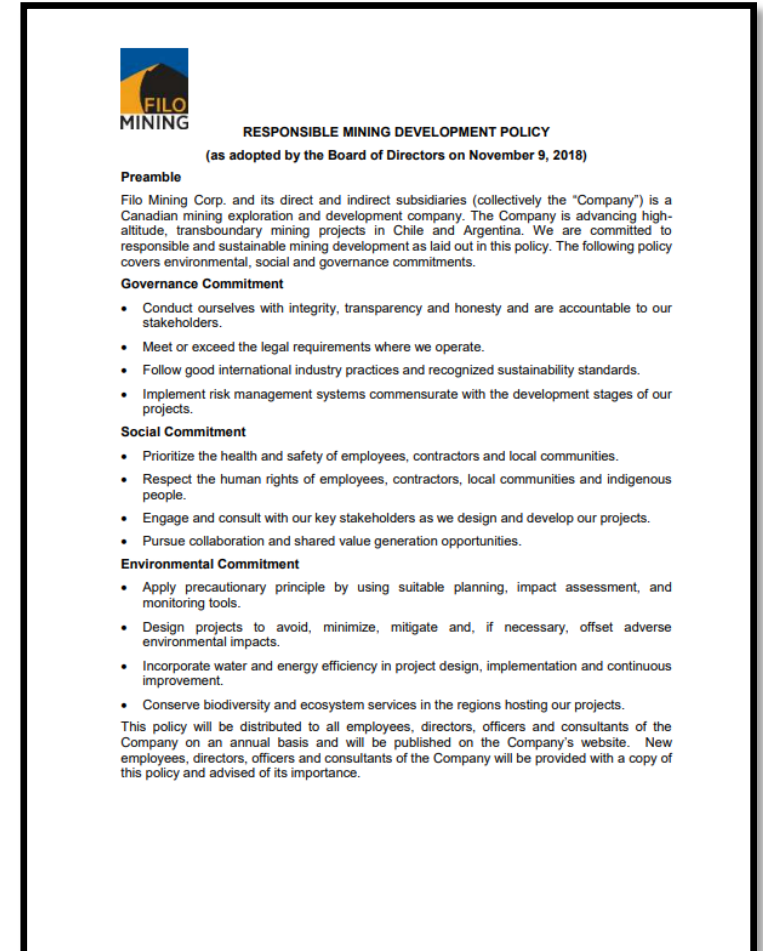 FILO
MINING
RESPONSIBLE MINING DEVELOPMENT POLICY
(as adopted by the Board of Directors on November 9, 2018)
Preamble
Filo Mining Corp. and its direct and indirect subsidiaries (collectively the “Company”) is a
Canadian mining exploration and development company. The Company is advancing high-
altitude, transboundary mining projects in Chile and Argentina. We are committed to
responsible and sustainable mining development as laid out in this policy. The following policy
covers environmental, social and governance commitments.
Governance Commitment
• Conduct ourselves with integrity, transparency and honesty and are accountable to our
stakeholders.
• Meet or exceed the legal requirements where we operate.
• Follow good international industry practices and recognized sustainability standards.
• Implement risk management systems commensurate with the development stages of our
projects.
Social Commitment
• Prioritize the health and safety of employees, contractors and local communities.
• Respect the human rights of employees, contractors, local communities and indigenous
people.
• Engage and consult with our key stakeholders as we design and develop our projects.
• Pursue collaboration and shared value generation opportunities.
Environmental Commitment
• Apply precautionary principle by using suitable planning, impact assessment, and
monitoring tools.
• Design projects to avoid, minimize, mitigate and, if necessary, offset adverse
environmental impacts.
• Incorporate water and energy efficiency in project design, implementation and continuous
improvement.
• Conserve biodiversity and ecosystem services in the regions hosting our projects.
This policy will be distributed to all employees, directors, officers and consultants of the
Company on an annual basis and will be published on the Company’s website. New
employees, directors, officers and consultants of the Company will be provided with a copy of
this policy and advised of its importance.